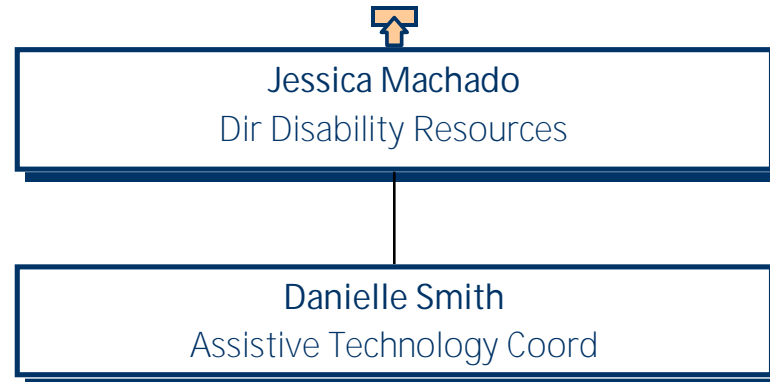 Jessica Machado
Dir Disability Resources
Danielle Smith
Assistive Technology Coord